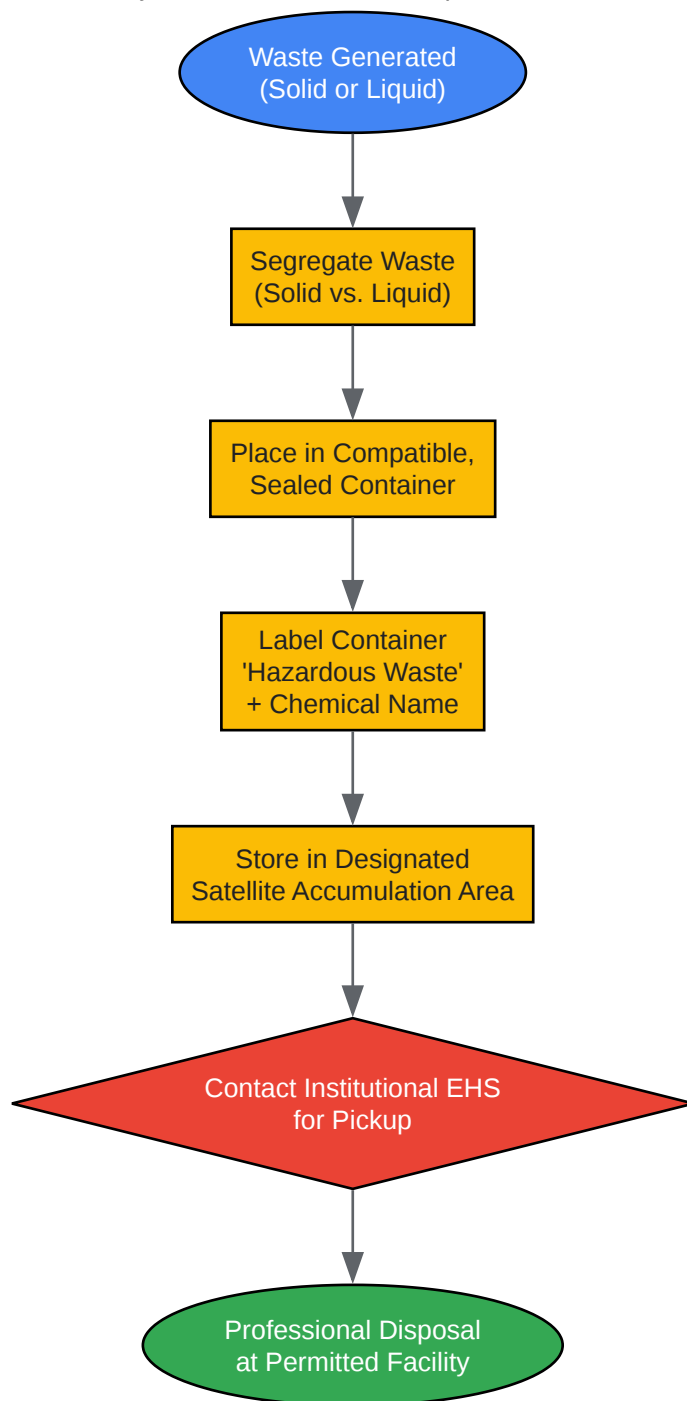 Waste Generated
(Solid or Liquid)
Segregate Waste
(Solid vs. Liquid)
Place in Compatible,
Sealed Container
Label Container
'Hazardous Waste'
+ Chemical Name
Store in Designated
Satellite Accumulation Area
Contact Institutional EHS
for Pickup
Professional Disposal
at Permitted Facility